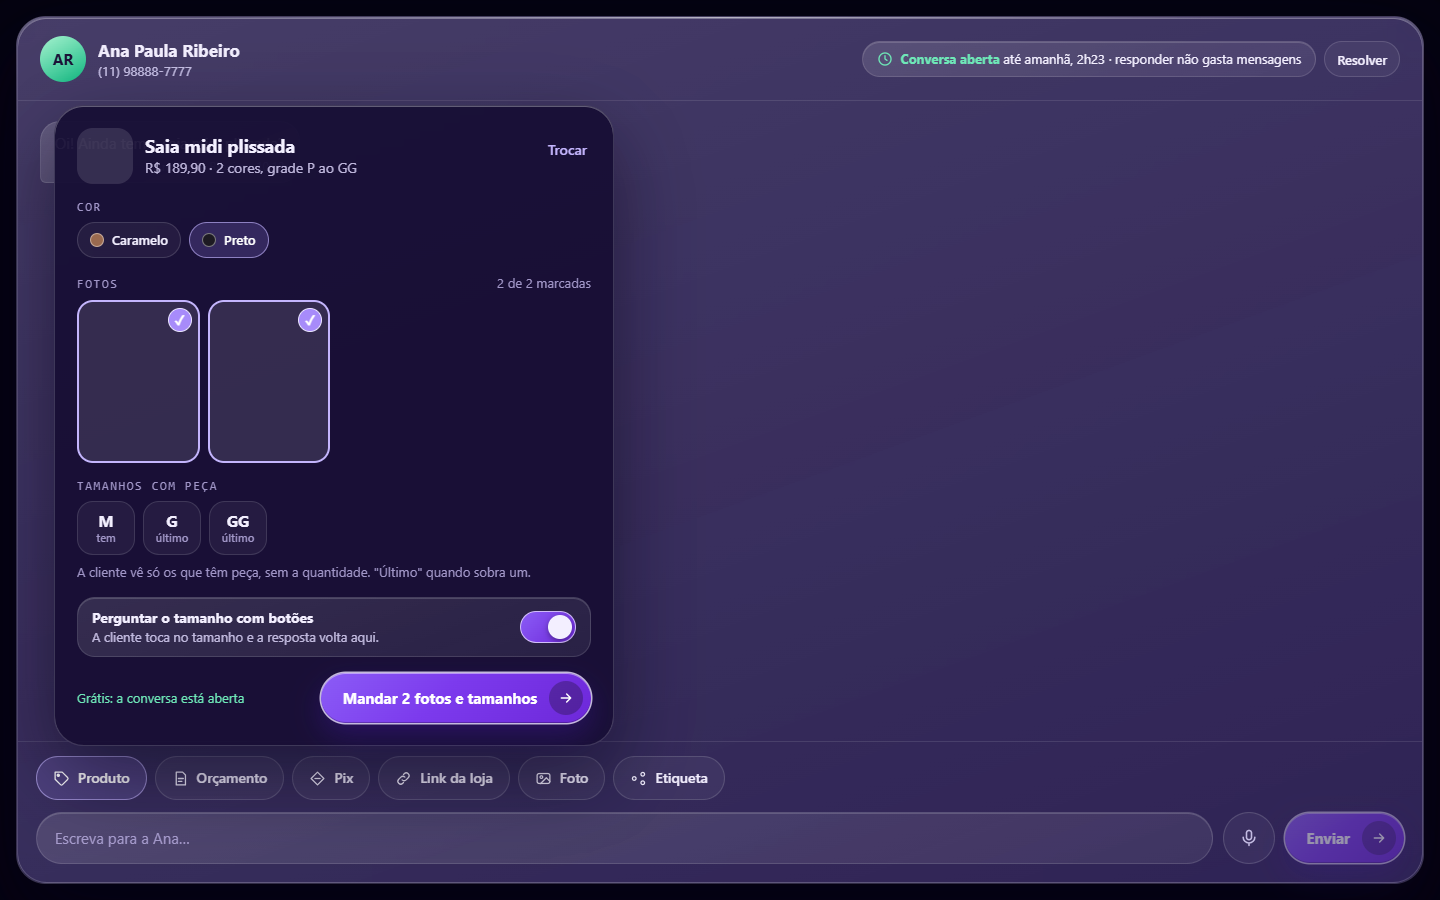 AR
Ana Paula Ribeiro
(11) 98888-7777
Conversa aberta até amanhã, 2h23 · responder não gasta mensagens
Resolver
Saia midi plissada
R$ 189,90 · 2 cores, grade P ao GG
Trocar
COR
Caramelo
Preto
FOTOS
2 de 2 marcadas
TAMANHOS COM PEÇA
M
tem
G
último
GG
último
A cliente vê só os que têm peça, sem a quantidade. "Último" quando sobra um.
Perguntar o tamanho com botões
A cliente toca no tamanho e a resposta volta aqui.
Grátis: a conversa está aberta
Mandar 2 fotos e tamanhos
Produto
Orçamento
Pix
Link da loja
Foto
Etiqueta
Escreva para a Ana...
Enviar